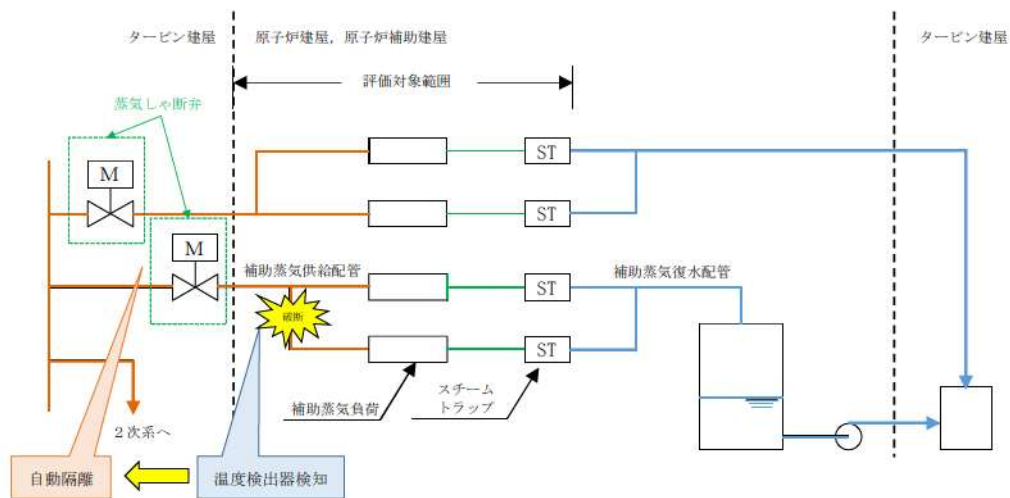 タービン建屋
原子炉建屋，原子炉補助建屋
タービン建屋
評価対象範囲
蒸気しゃ断弁
ST
M
ST
M
補助蒸気供給配管
ST
補助蒸気復水配管
破断
ST
補助蒸気負荷
スチーム
トラップ
２次系へ
自動隔離
温度検出器検知